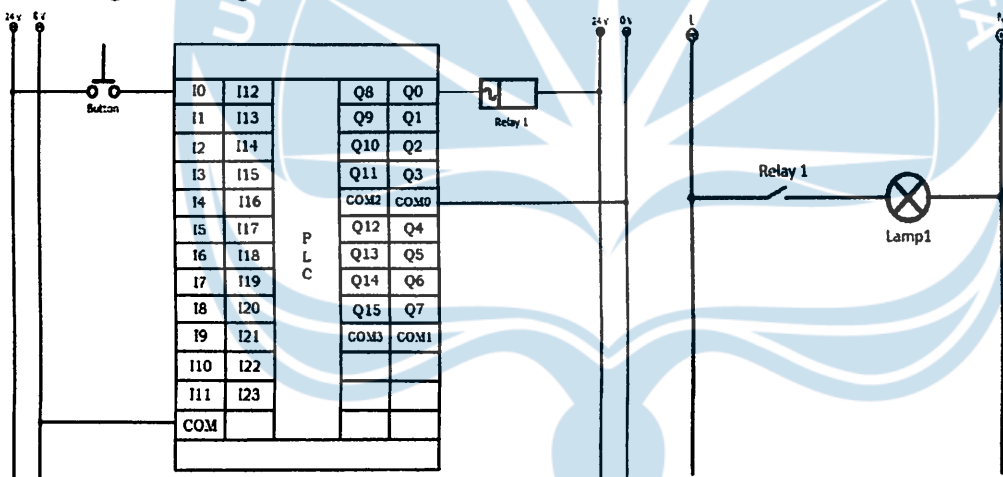 24 V 0 V
Button
I0 I12 Q8 Q0
I1 I13 Q9 Q1
I2 I14 Q10 Q2
I3 I15 Q11 Q3
I4 I16 COM2 COM0
I5 I17 Q12 Q4
I6 I18 Q13 Q5
I7 I19 Q14 Q6
I8 I20 Q15 Q7
I9 I21 COM3 COM1
I10 I22
I11 I23
COM
P
L
C
Relay 1
24 V 0 V
L N
Relay 1
Lamp1